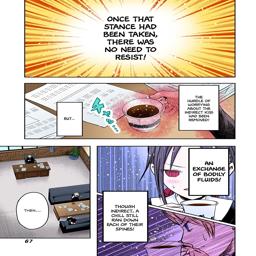 ONCE THAT
STANCE HAD
BEEN TAKEN,
THERE WAS
NO NEED TO
RESIST!
THE
HURDLE OF
WORRYING
ABOUT THE
INDIRECT KISS
HAD BEEN
REMOVED.
BUT...
AN
EXCHANGE
OF BODILY
FLUIDS!
THOUGH
INDIRECT, A
CHILL STILL
RAN DOWN
EACH OF THEIR
SPINES!
THEN...
67